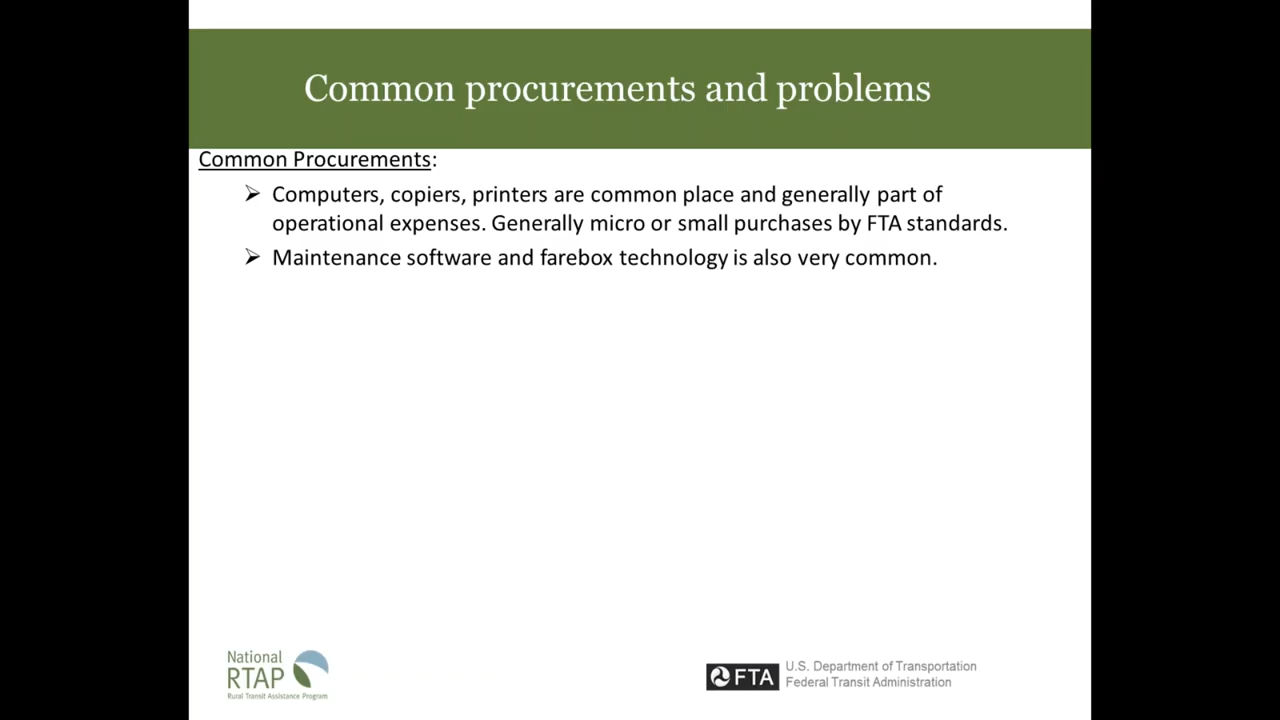 Common procurements and problems
Common Procurements:
➢ Computers, copiers, printers are common place and generally part of
operational expenses. Generally micro or small purchases by FTA standards.
➢ Maintenance software and farebox technology is also very common.
National
RTAP
Rural Transit Assistance Program
FTA
U.S. Department of Transportation
Federal Transit Administration